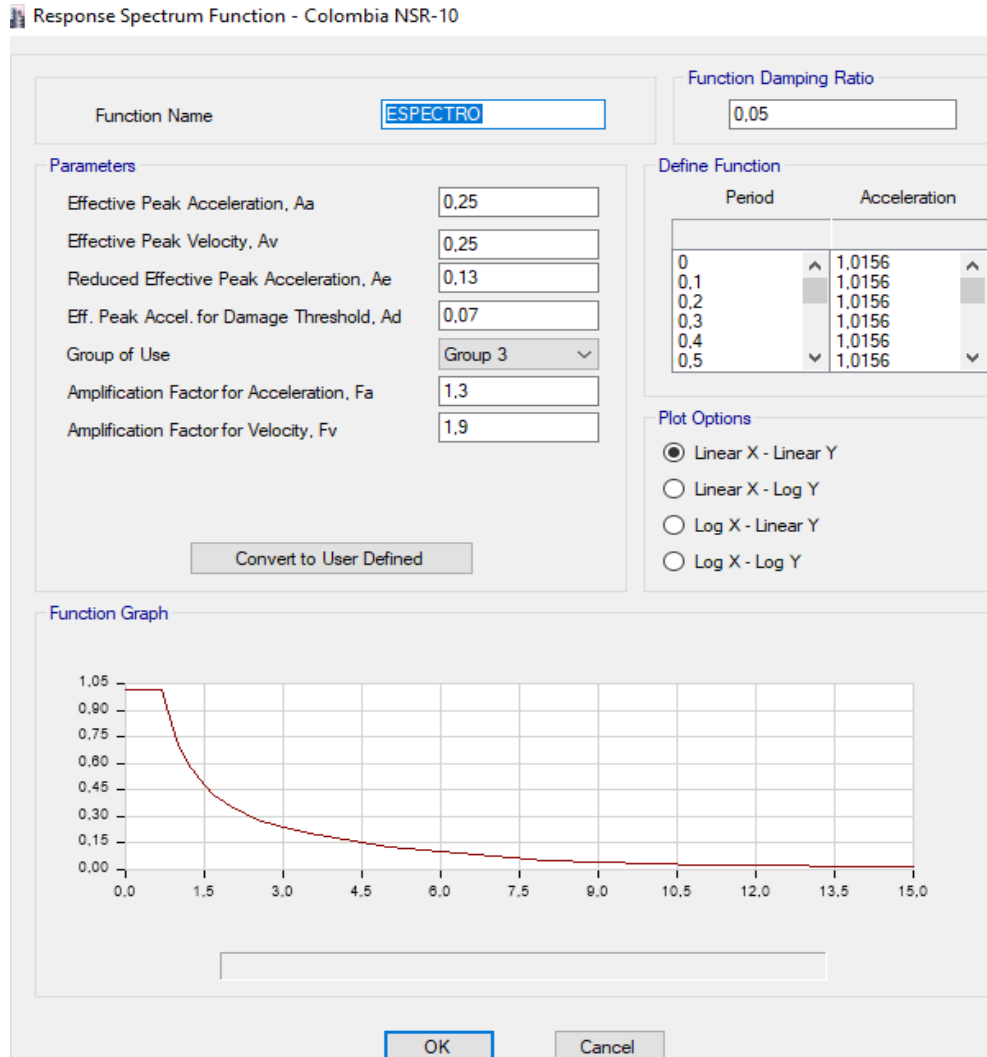 Response Spectrum Function - Colombia NSR-10
Function Name
ESPECTRO
Function Damping Ratio
0,05
Parameters
Effective Peak Acceleration, Aa 0,25
Effective Peak Velocity, Av 0,25
Reduced Effective Peak Acceleration, Ae 0,13
Eff. Peak Accel. for Damage Threshold, Ad 0,07
Group of Use Group 3
Amplification Factor for Acceleration, Fa 1,3
Amplification Factor for Velocity, Fv 1,9
Convert to User Defined
Define Function
Period Acceleration
0 1,0156
0,1 1,0156
0,2 1,0156
0,3 1,0156
0,4 1,0156
0,5 1,0156
Plot Options
Linear X - Linear Y
Linear X - Log Y
Log X - Linear Y
Log X - Log Y
Function Graph
1,05
0,90
0,75
0,60
0,45
0,30
0,15
0,00
0,0 1,5 3,0 4,5 6,0 7,5 9,0 10,5 12,0 13,5 15,0
OK Cancel